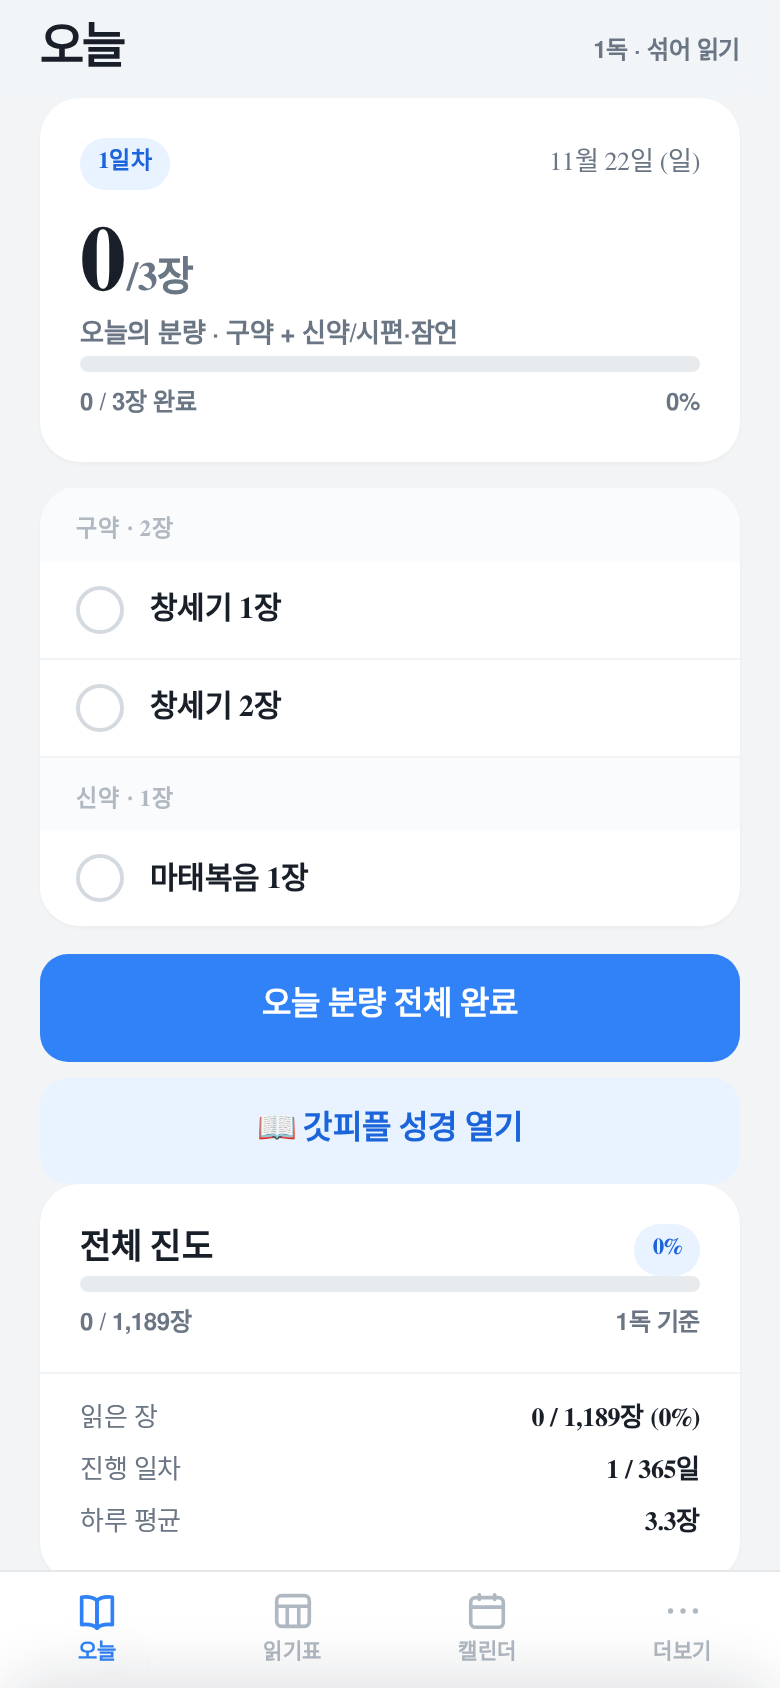 오늘
1독 · 섞어 읽기
1일차
11월 22일 (일)
0/3장
오늘의 분량 · 구약 + 신약/시편·잠언
0 / 3장 완료
0%
구약 · 2장
창세기 1장
창세기 2장
신약 · 1장
마태복음 1장
오늘 분량 전체 완료
📖 갓피플 성경 열기
전체 진도
0%
0 / 1,189장
1독 기준
읽은 장
0 / 1,189장 (0%)
진행 일차
1 / 365일
하루 평균
3.3장
오늘
읽기표
캘린더
더보기